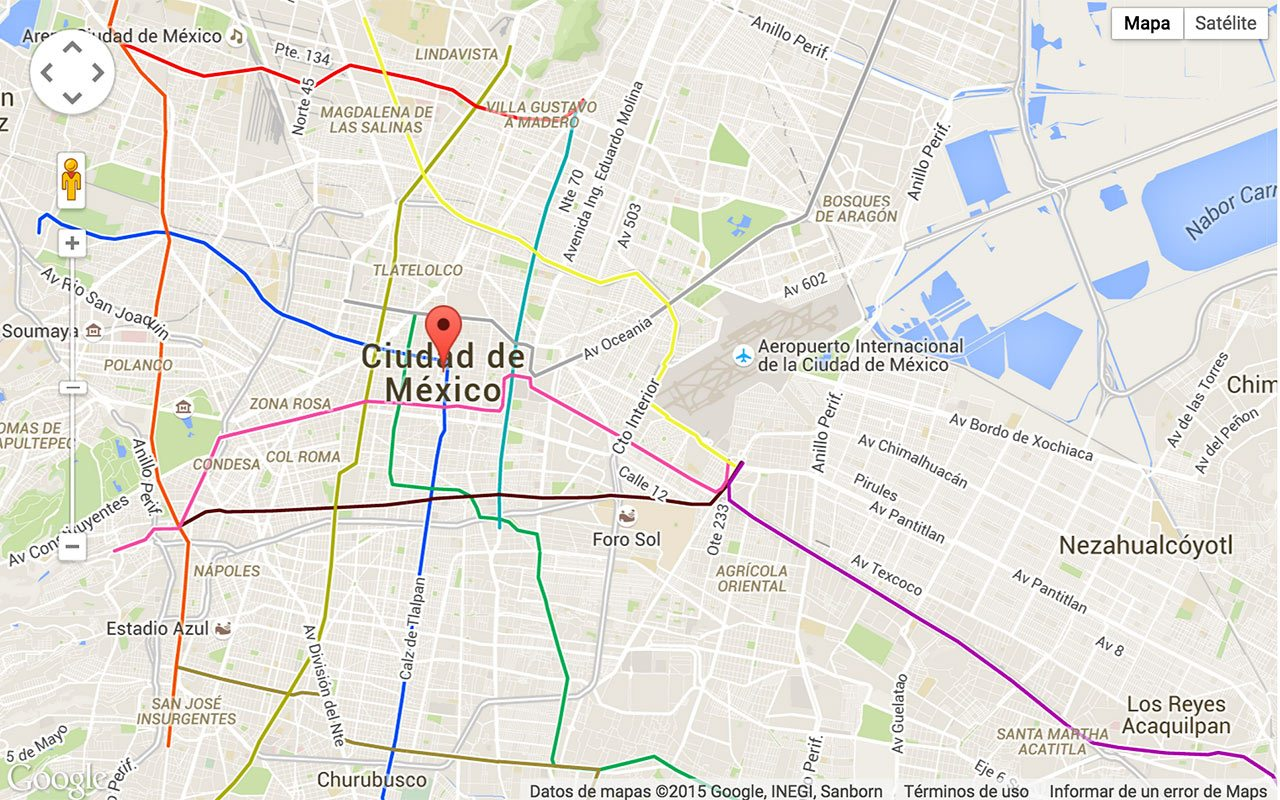 Mapa
Satélite
Anillo Perif.
Arena Ciudad de México
Pte. 134
LINDAVISTA
Norte 45
MAGDALENA DE
LAS SALINAS
VILLA GUSTAVO
A MADERO
Avenida Ing. Eduardo Molina
Anillo Perif.
Nte 70
Av 503
BOSQUES
DE ARAGÓN
Nabor Carr
TLATELOLCO
Av 602
Av Río San Joaquín
Soumaya
POLANCO
Ciudad de
México
Av Oceanía
Aeropuerto Internacional
de la Ciudad de México
Av de las Torres
Chim
ZONA ROSA
Cto Interior
Anillo Perif.
Av Bordo de Xochiaca
Av del Peñon
OMAS DE
APULTEPEC
CONDESA
COL ROMA
Anillo Perif.
Av Chimalhuacán
Calle 12
Pirules
Av Pantitlan
Av Constituyentes
Foro Sol
Ote 233
Nezahualcóyotl
NÁPOLES
AGRÍCOLA
ORIENTAL
Av Texcoco
Av Pantitlan
Estadio Azul
Av División del Nte
Calz de Tlalpan
Av 8
SAN JOSÉ
INSURGENTES
Av Guelatao
Los Reyes
Acaquilpan
SANTA MARTHA
ACATITLA
5 de Mayo
Perif.
Anillo Perif.
Eje 6 S
Google
Churubusco
Datos de mapas ©2015 Google, INEGI, Sanborn
Términos de uso
Informar de un error de Maps